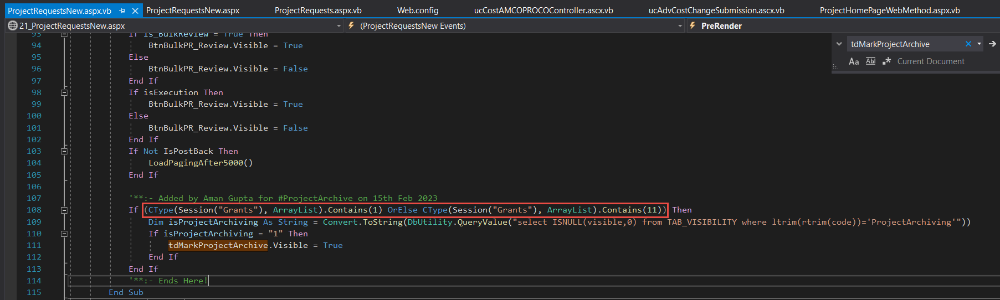 ProjectRequestsNew.aspx.vb ProjectRequestsNew.aspx ProjectRequests.aspx.vb Web.config ucCostAMCOPROCOController.ascx.vb ucAdvCostChangeSubmission.ascx.vb ProjectHomePageWebMethod.aspx.vb
21_ProjectRequestsNew.aspx (ProjectRequestsNew Events) PreRender
93 If is_BulkReview = True Then
tdMarkProjectArchive
94 BtnBulkPR_Review.Visible = True
95 Else
Aa Abl .* Current Document
96 BtnBulkPR_Review.Visible = False
97 End If
98 If isExecution Then
99 BtnBulkPR_Review.Visible = True
100 Else
101 BtnBulkPR_Review.Visible = False
102 End If
103 If Not IsPostBack Then
104 LoadPagingAfter5000()
105 End If
106
107 '**:- Added by Aman Gupta for #ProjectArchive on 15th Feb 2023
108 If (CType(Session("Grants"), ArrayList).Contains(1) OrElse CType(Session("Grants"), ArrayList).Contains(11)) Then
109 Dim isProjectArchiving As String = Convert.ToString(DbUtility.QueryValue("select ISNULL(visible,0) from TAB_VISIBILITY where ltrim(rtrim(code))='ProjectArchiving'"))
110 If isProjectArchiving = "1" Then
111 tdMarkProjectArchive.Visible = True
112 End If
113 End If
114 '**:- Ends Here!
115 End Sub